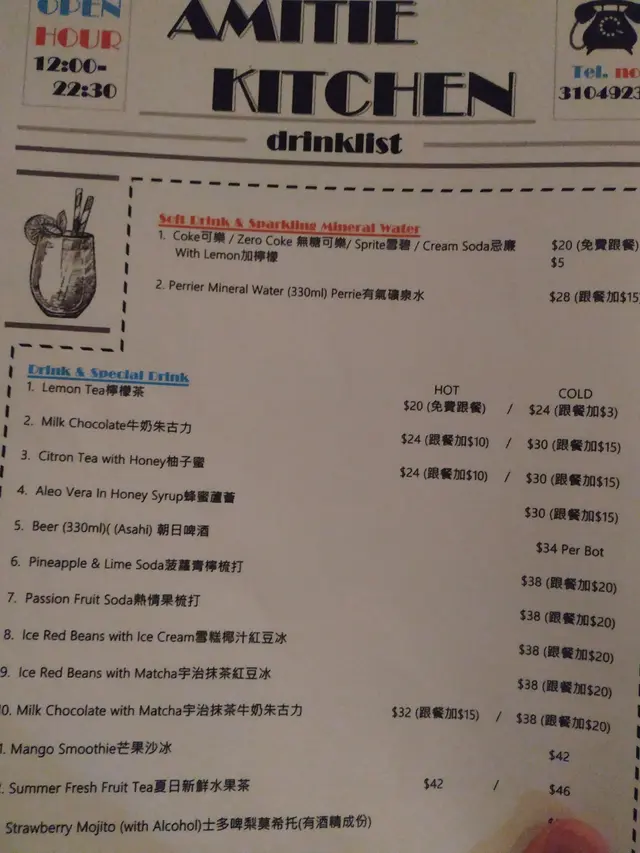 OPEN
HOUR
12:00-
22:30
AMITIE
KITCHEN
Tel. no
3104923
drinklist
Soft Drink & Sparkling Mineral Water
1. Coke可樂 / Zero Coke 無糖可樂/ Sprite雪碧 / Cream Soda忌廉 $20 (免費跟餐)
With Lemon加檸檬 $5
2. Perrier Mineral Water (330ml) Perrie有氣礦泉水 $28 (跟餐加$15
Drink & Special Drink
HOT COLD
1. Lemon Tea檸檬茶 $20 (免費跟餐) / $24 (跟餐加$3)
2. Milk Chocolate牛奶朱古力 $24 (跟餐加$10) / $30 (跟餐加$15)
3. Citron Tea with Honey柚子蜜 $24 (跟餐加$10) / $30 (跟餐加$15)
4. Aleo Vera In Honey Syrup蜂蜜蘆薈 $30 (跟餐加$15)
5. Beer (330ml)( (Asahi) 朝日啤酒 $34 Per Bot
6. Pineapple & Lime Soda菠蘿青檸梳打 $38 (跟餐加$20)
7. Passion Fruit Soda熱情果梳打 $38 (跟餐加$20)
8. Ice Red Beans with Ice Cream雪糕椰汁紅豆冰 $38 (跟餐加$20)
9. Ice Red Beans with Matcha宇治抹茶紅豆冰 $38 (跟餐加$20)
0. Milk Chocolate with Matcha宇治抹茶牛奶朱古力 $32 (跟餐加$15) / $38 (跟餐加$20)
. Mango Smoothie芒果沙冰 $42
. Summer Fresh Fruit Tea夏日新鮮水果茶 $42 / $46
Strawberry Mojito (with Alcohol)士多啤梨莫希托(有酒精成份)